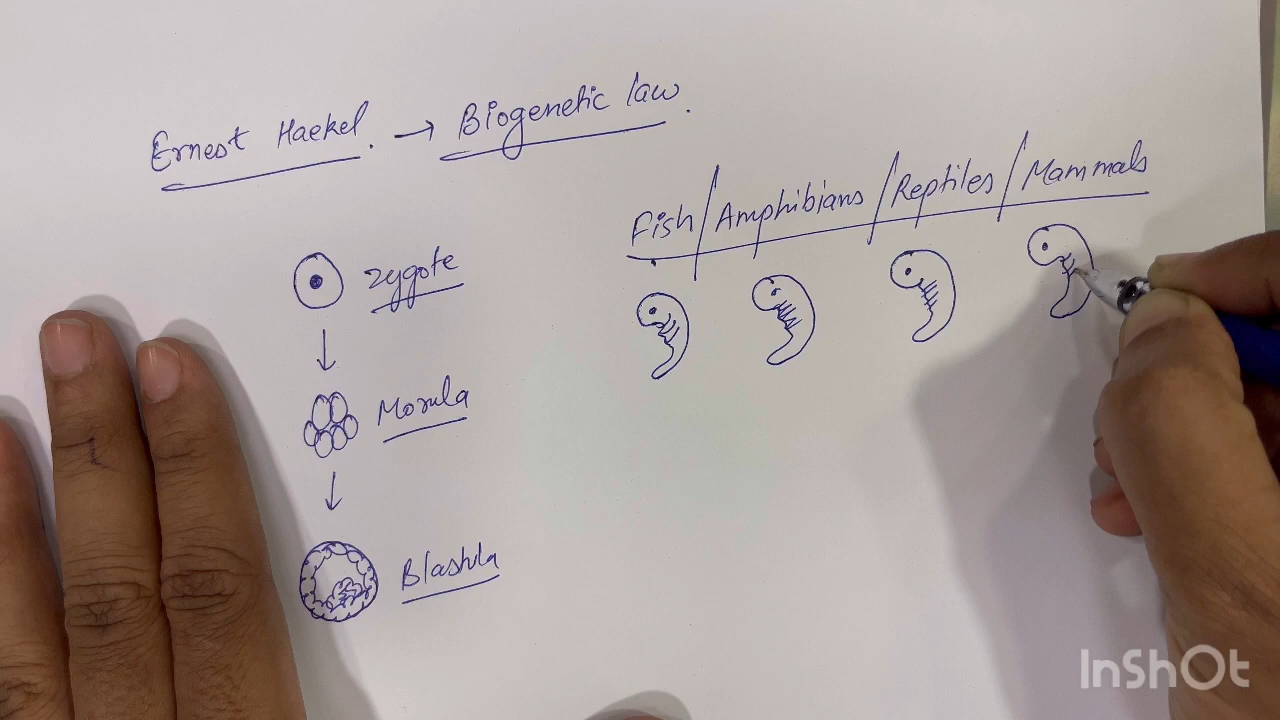 Ernest Haekel. → Biogenetic law.
Fish/Amphibians/Reptiles/Mammals
zygote
Morula
Blastula
InShOt